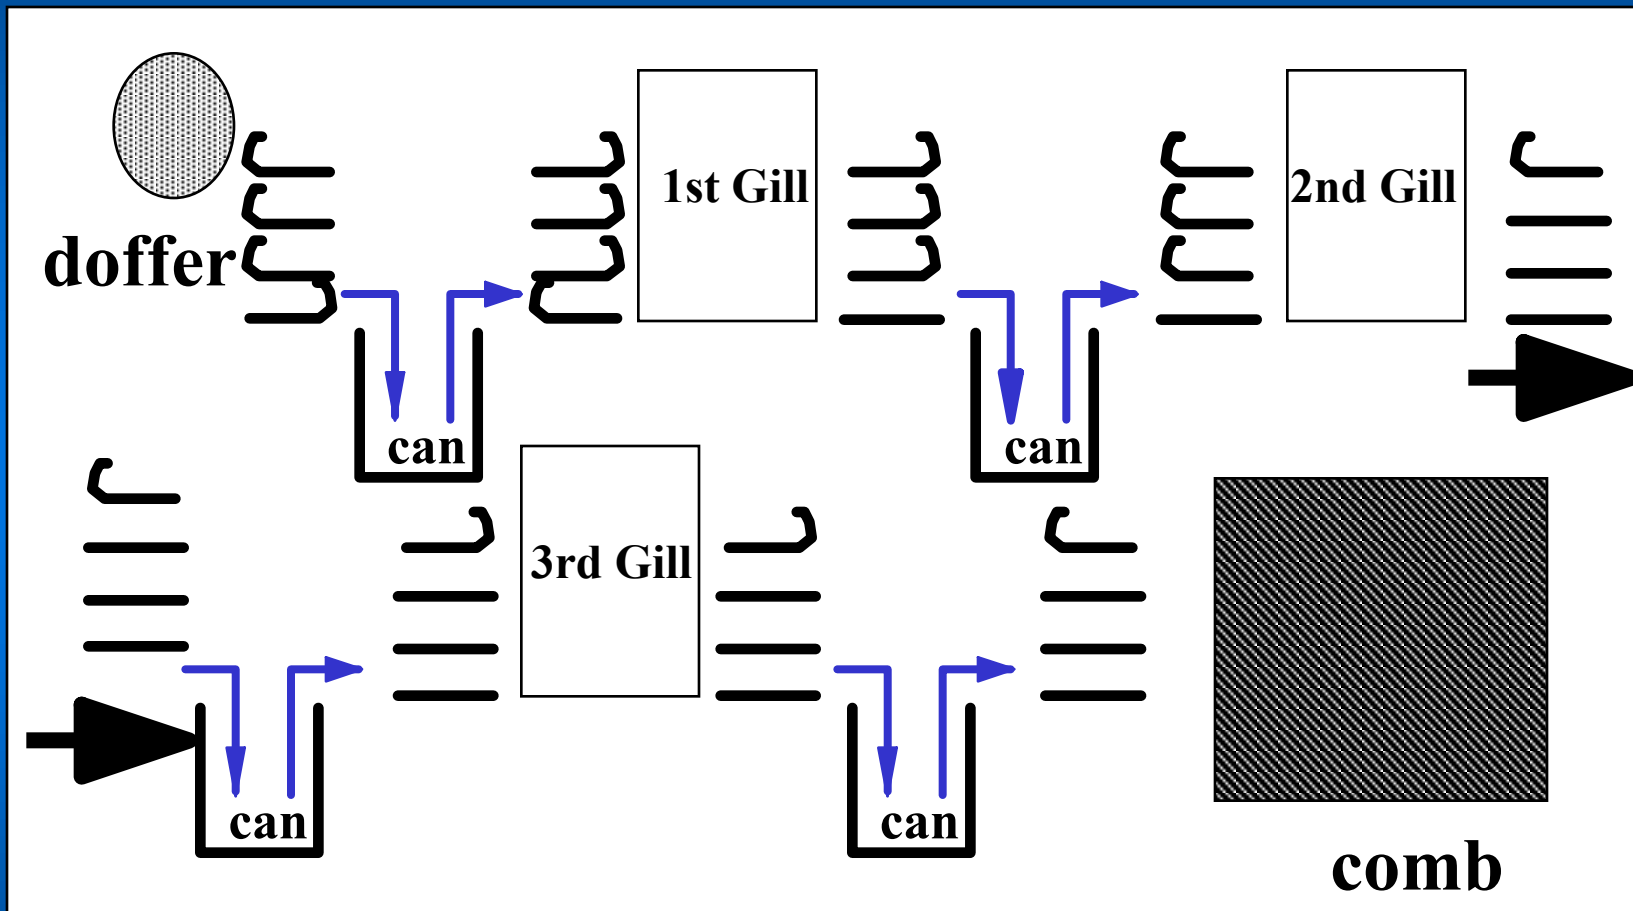 doffer
1st Gill
2nd Gill
can
can
3rd Gill
can
can
comb